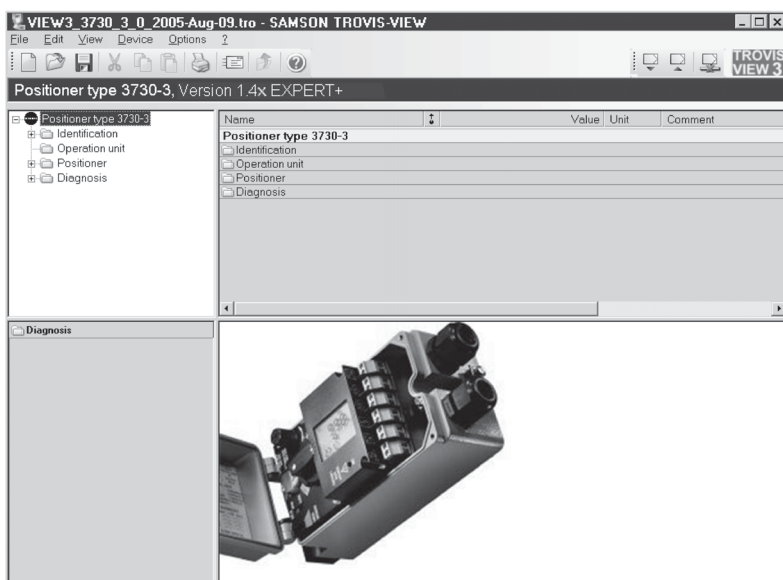 VIEW3_3730_3_0_2005-Aug-09.tro - SAMSON TROVIS-VIEW
File Edit View Device Options ?
TROVIS
VIEW 3
Positioner type 3730-3, Version 1.4x EXPERT+
Positioner type 3730-3
Identification
Operation unit
Positioner
Diagnosis
Name Value Unit Comment
Positioner type 3730-3
Identification
Operation unit
Positioner
Diagnosis
Diagnosis